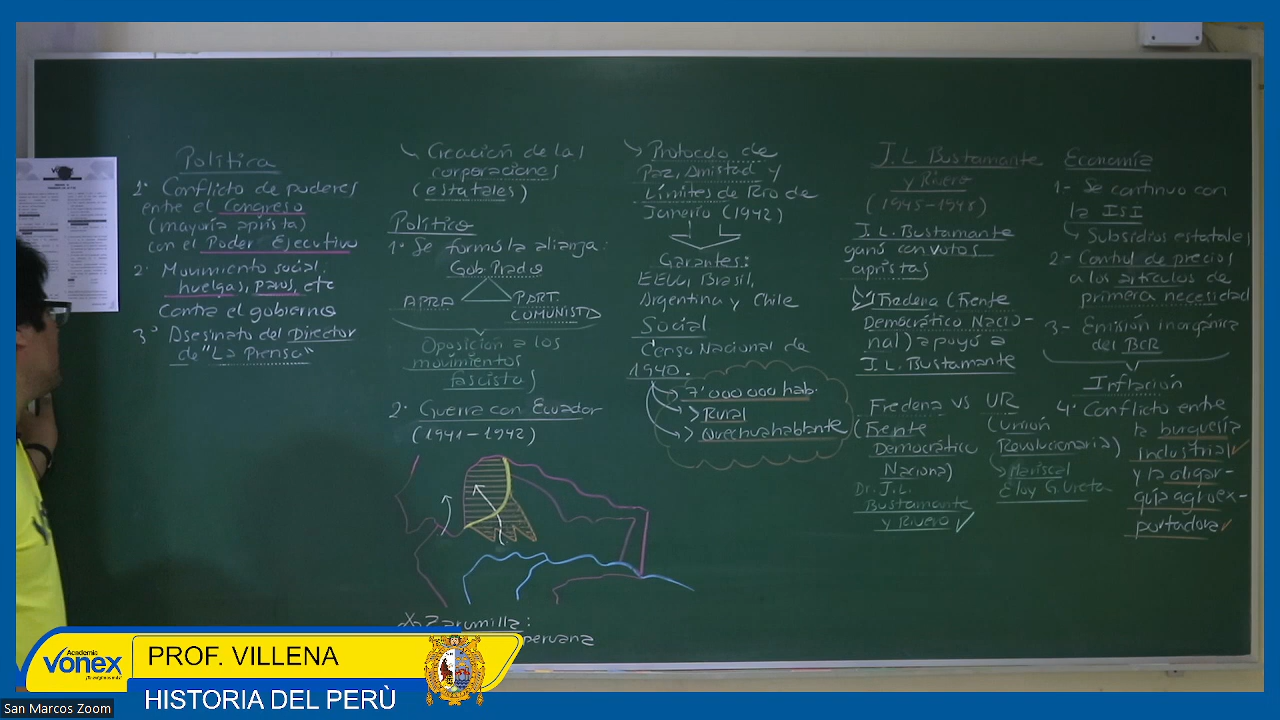 Política
1° Conflicto de puderes
entre el Congreso
(mayoría aprista)
con el Poder Ejecutivo
2. Movimiento social:
huelgas, paros, etc
Contra el gobierno
3° Asesinato del Director
de "La Prensa"
Creación de las
corporaciones
(estatales)
Político
1° Se formó la alianza:
Gob. Prado
APRA
PART.
COMUNISTA
Oposición a los
movimientos
fascistas
2. Guerra con Ecuador
(1941-1942)
Zarumilla:
peruana
Protocolo de
Paz, Amistad y
Límites de Río de
Janeiro (1942)
Garantes:
EEUU, Brasil,
Argentina y Chile
Social
Censo Nacional de
1940.
7'000 000 hab.
Rural
Quechuahablante
J. L. Bustamante
y Rivero
(1945-1948)
J. L. Bustamante
ganó con votos
apristas
Fredena (Frente
Democrático Nacio-
nal) apoyó a
J. L. Bustamante
Fredena vs UR
(Frente
Democrático
Nacional)
Dr. J.L.
Bustamante
y Rivero
(Unión
Revolucionaria)
Mariscal
Eloy G. Ureta
Economía
1.- Se continuo con
la ISI
Subsidios estatales
2.- Control de precios
a los artículos de
primera necesidad
3.- Emisión inorgánica
del BCR
Inflación
4° Conflicto entre
la burguesía
industrial
y la oligar-
quía agroex-
portadora
Academia
vonex
PROF. VILLENA
HISTORIA DEL PERÙ
San Marcos Zoom